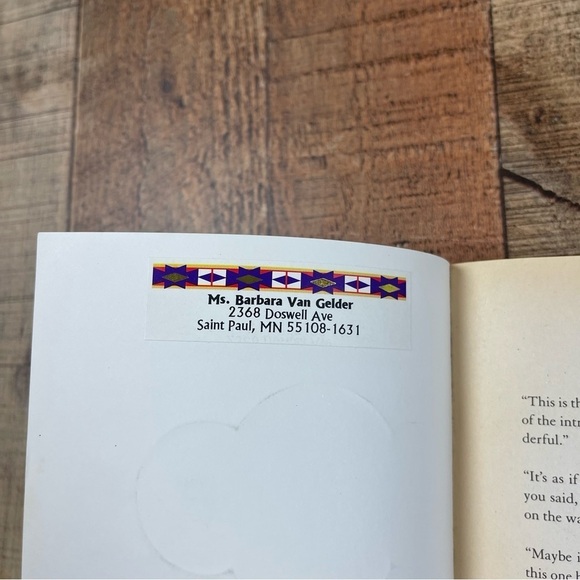 Ms. Barbara Van Gelder
2368 Doswell Ave
Saint Paul, MN 55108-1631
"This is th
of the intr
derful."
"It's as if
you said,
on the wa
"Maybe i
this one h